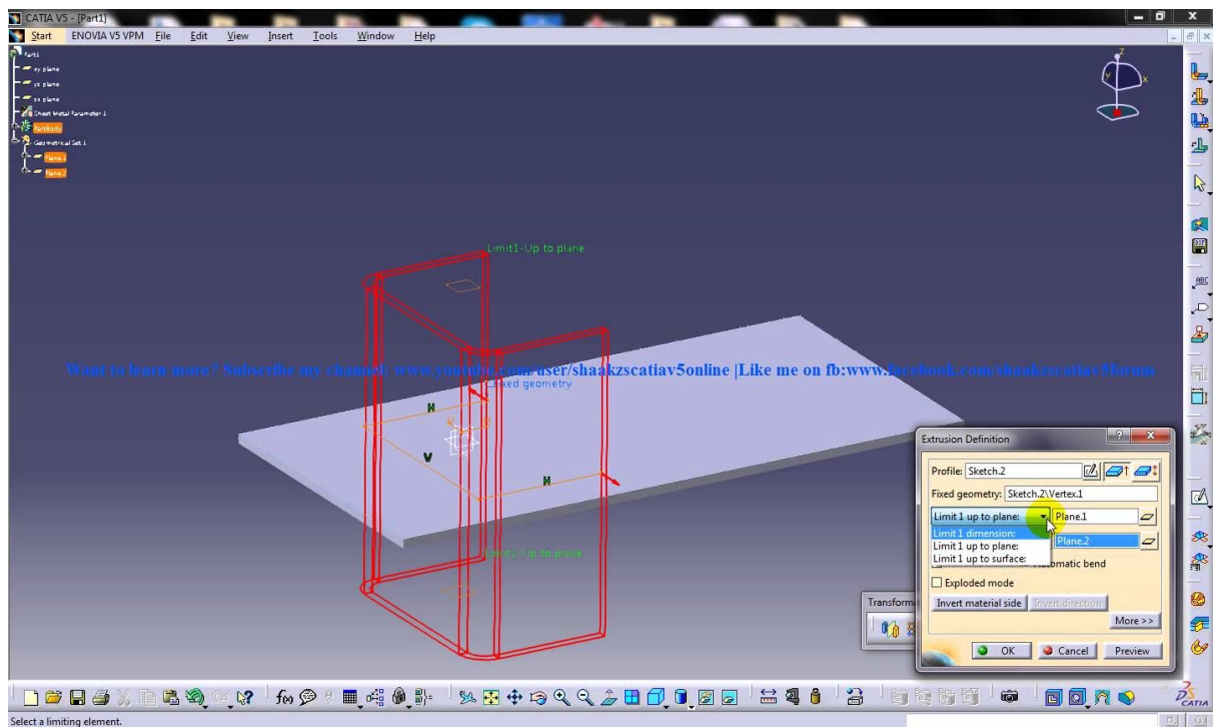 CATIA V5 - [Part1]
Start ENOVIA V5 VPM File Edit View Insert Tools Window Help
Part1
xy plane
yz plane
zx plane
Sheet Metal Parameter.1
PartBody
Geometrical Set.1
Plane.1
Plane.2
z
x
y
Limit1-Up to plane
Want to learn more? Subscribe my channel: www.youtube.com/user/shaakzscatiav5online |Like me on fb:www.facebook.com/shaakzscatiav5forum
Fixed geometry
H
V
H
Limit2-Up to plane
ABC
Extrusion Definition
Profile: Sketch.2
Fixed geometry: Sketch.2\Vertex.1
Limit 1 up to plane: Plane.1
Limit 1 dimension:
Plane.2
Limit 1 up to plane:
Limit 1 up to surface:
Automatic bend
Exploded mode
Invert material side Invert direction
More >>
OK Cancel Preview
Transform
f(x)
CATIA
Select a limiting element.